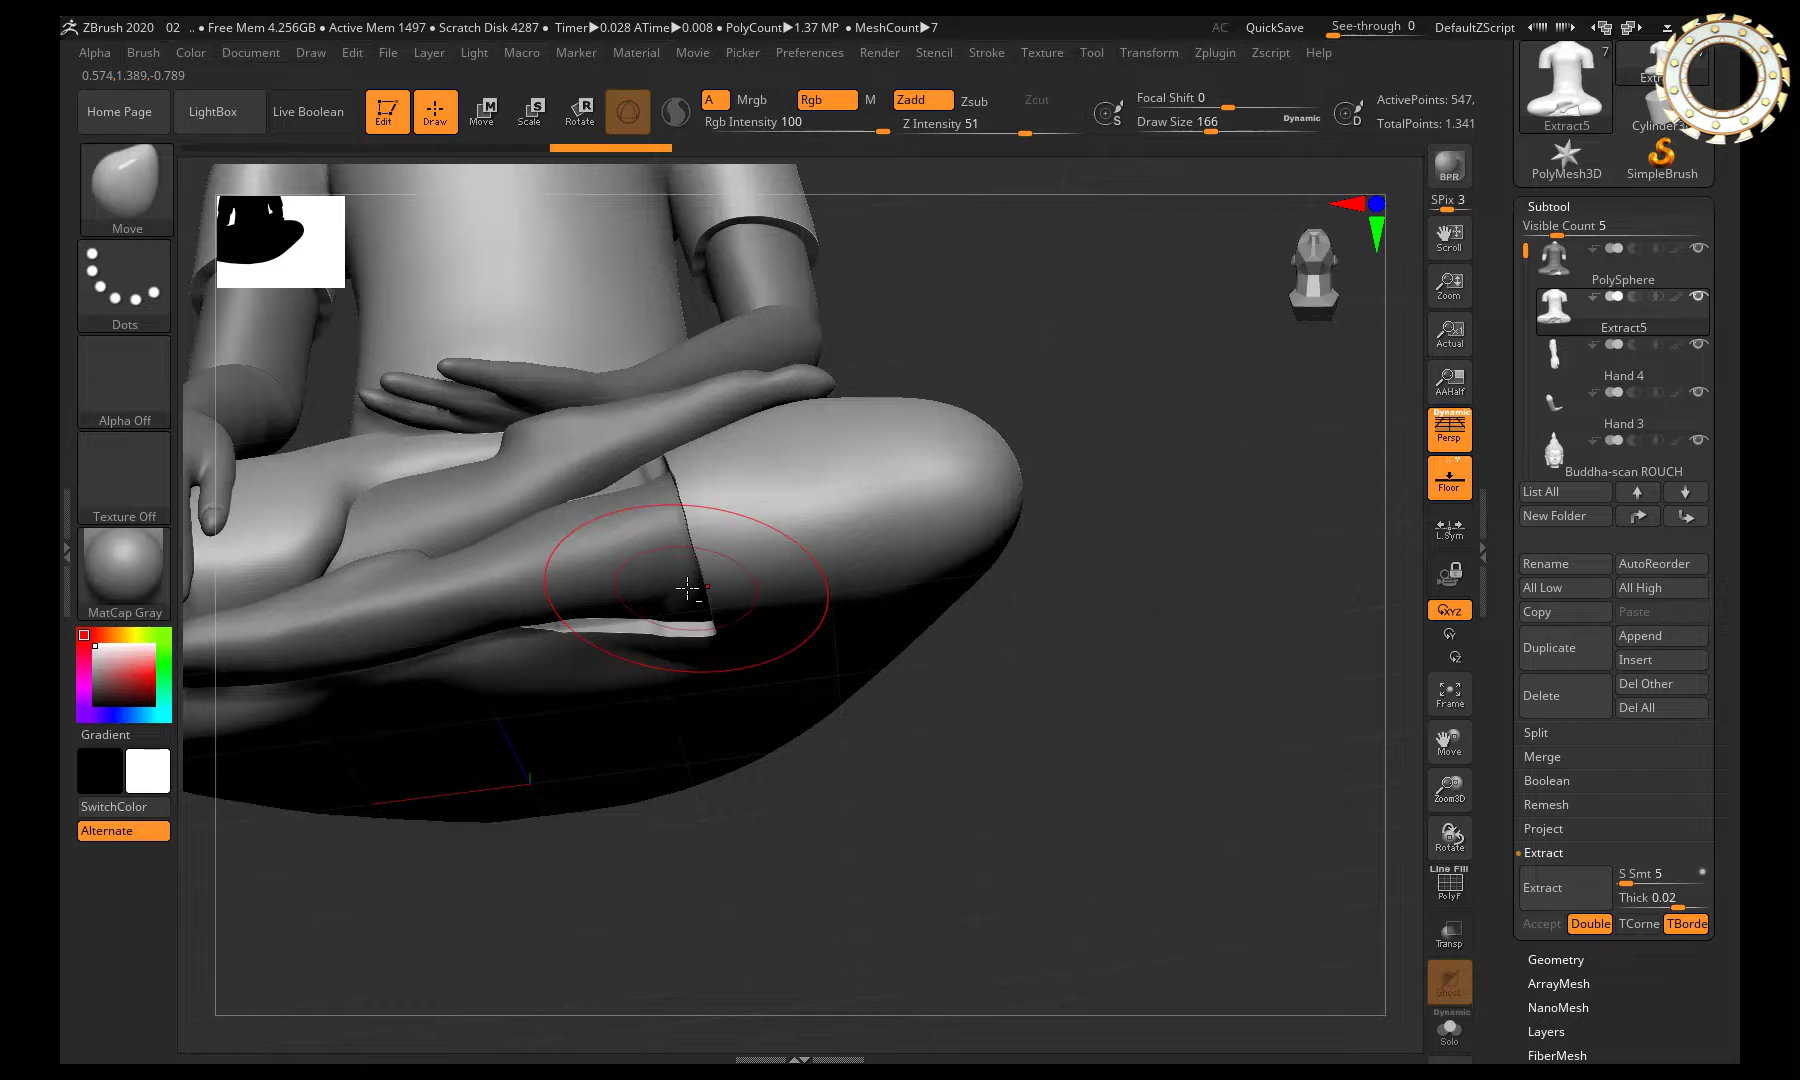 ZBrush 2020 02 .. • Free Mem 4.256GB • Active Mem 1497 • Scratch Disk 4287 • Timer▶0.028 ATime▶0.008 • PolyCount▶1.37 MP • MeshCount▶7 AC QuickSave See-through 0 DefaultZScript
Alpha Brush Color Document Draw Edit File Layer Light Macro Marker Material Movie Picker Preferences Render Stencil Stroke Texture Tool Transform Zplugin Zscript Help
0.574,1.389,-0.789
Home Page LightBox Live Boolean Edit Draw Move Scale Rotate
A Mrgb Rgb M Zadd Zsub Zcut
Rgb Intensity 100 Z Intensity 51
Focal Shift 0
Draw Size 166 Dynamic
ActivePoints: 547,
TotalPoints: 1.341
Move
Dots
Alpha Off
Texture Off
MatCap Gray
Gradient
SwitchColor
Alternate
BPR
SPix 3
Scroll
Zoom
Actual
AAHalf
Dynamic
Persp
Floor
L.Sym
XYZ
Y
Z
Frame
Move
Zoom3D
Rotate
Line Fill
PolyF
Transp
Ghost
Dynamic
Solo
7
Extr
Extract5 Cylinder3
PolyMesh3D SimpleBrush
Subtool
Visible Count 5
PolySphere
Extract5
Hand 4
Hand 3
Buddha-scan ROUCH
List All
New Folder
Rename AutoReorder
All Low All High
Copy Paste
Duplicate Append
Insert
Delete Del Other
Del All
Split
Merge
Boolean
Remesh
Project
Extract
Extract S Smt 5
Thick 0.02
Accept Double TCorne TBorde
Geometry
ArrayMesh
NanoMesh
Layers
FiberMesh